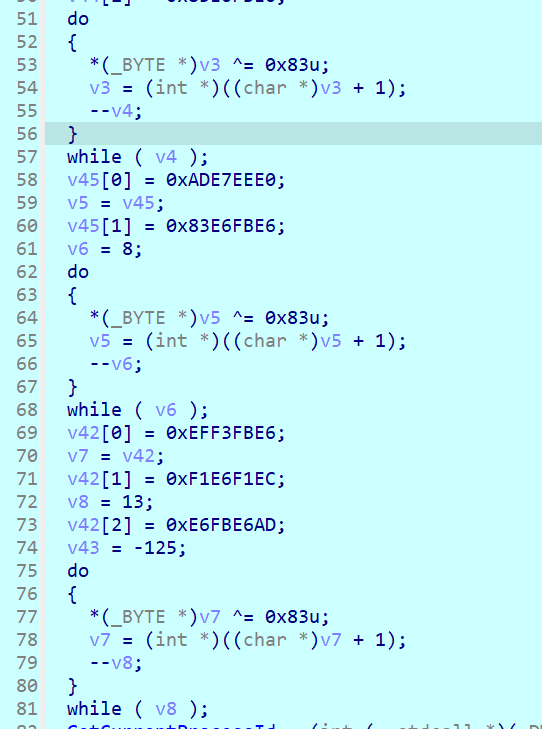 51 do
52 {
53 *(_BYTE *)v3 ^= 0x83u;
54 v3 = (int *)((char *)v3 + 1);
55 --v4;
56 }
57 while ( v4 );
58 v45[0] = 0xADE7EEE0;
59 v5 = v45;
60 v45[1] = 0x83E6FBE6;
61 v6 = 8;
62 do
63 {
64 *(_BYTE *)v5 ^= 0x83u;
65 v5 = (int *)((char *)v5 + 1);
66 --v6;
67 }
68 while ( v6 );
69 v42[0] = 0xEFF3FBE6;
70 v7 = v42;
71 v42[1] = 0xF1E6F1EC;
72 v8 = 13;
73 v42[2] = 0xE6FBE6AD;
74 v43 = -125;
75 do
76 {
77 *(_BYTE *)v7 ^= 0x83u;
78 v7 = (int *)((char *)v7 + 1);
79 --v8;
80 }
81 while ( v8 );